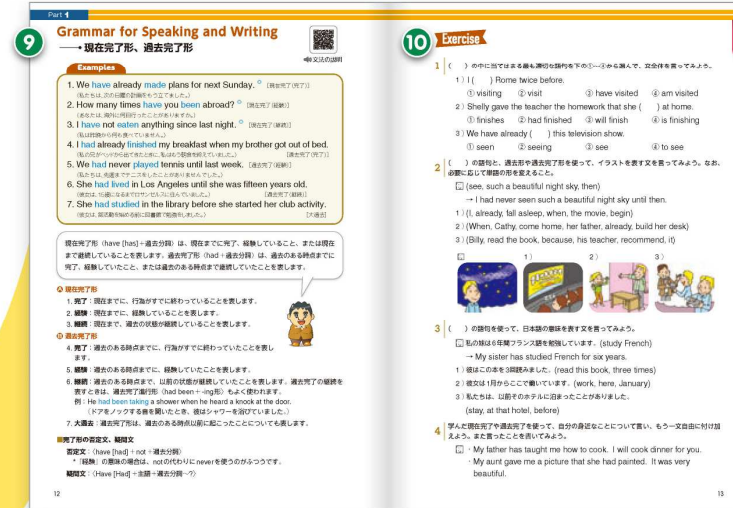 Part 1
9
Grammar for Speaking and Writing
現在完了形、過去完了形
文法の説明
Examples
1. We have already made plans for next Sunday. [現在完了(完了)]
(私たちは、次の日曜の計画をもう立てました。)
2. How many times have you been abroad? [現在完了(経験)]
(あなたは、海外に何回行ったことがありますか。)
3. I have not eaten anything since last night. [現在完了(継続)]
(私は昨晩から何も食べていません。)
4. I had already finished my breakfast when my brother got out of bed.
(私の兄がベッドから出てきたときに、私はもう朝食を終えていました。) [過去完了(完了)]
5. We had never played tennis until last week. [過去完了(経験)]
(私たちは、先週までテニスをしたことがありませんでした。)
6. She had lived in Los Angeles until she was fifteen years old.
(彼女は、15歳になるまでロサンゼルスに住んでいました。) [過去完了(継続)]
7. She had studied in the library before she started her club activity.
(彼女は、部活動を始める前に図書館で勉強をしました。) [大過去]
現在完了形〈have [has]+過去分詞〉は、現在までに完了、経験していること、または現在
まで継続していることを表します。過去完了形〈had+過去分詞〉は、過去のある時点までに
完了、経験していたこと、または過去のある時点まで継続していたことを表します。
A 現在完了形
1. 完了：現在までに、行為がすでに終わっていることを表します。
2. 経験：現在までに、経験していることを表します。
3. 継続：現在まで、過去の状態が継続していることを表します。
B 過去完了形
4. 完了：過去のある時点までに、行為がすでに終わっていたことを表し
ます。
5. 経験：過去のある時点までに、経験していたことを表します。
6. 継続：過去のある時点まで、以前の状態が継続していたことを表します。過去完了の継続を
表すときは、過去完了進行形〈had been+-ing形〉もよく使われます。
例：He had been taking a shower when he heard a knock at the door.
(ドアをノックする音を聞いたとき、彼はシャワーを浴びていました。)
7. 大過去：過去完了形は、過去のある時点以前に起こったことについても表します。
■完了形の否定文、疑問文
否定文：〈have [had]+not+過去分詞〉
*「経験」の意味の場合は、notの代わりにneverを使うのがふつうです。
疑問文：〈Have [Had]+主語+過去分詞～?〉
12
10
Exercise
1 ( )の中に当てはまる最も適切な語句を下の①～④から選んで、文全体を言ってみよう。
1) I ( ) Rome twice before.
① visiting ② visit ③ have visited ④ am visited
2) Shelly gave the teacher the homework that she ( ) at home.
① finishes ② had finished ③ will finish ④ is finishing
3) We have already ( ) this television show.
① seen ② seeing ③ see ④ to see
2 ( )の語句と、過去形や過去完了形を使って、イラストを表す文を言ってみよう。なお、
必要に応じて単語の形を変えること。
例 (see, such a beautiful night sky, then)
→ I had never seen such a beautiful night sky until then.
1) (I, already, fall asleep, when, the movie, begin)
2) (When, Cathy, come home, her father, already, build her desk)
3) (Billy, read the book, because, his teacher, recommend, it)
例 1) 2) 3)
3 ( )の語句を使って、日本語の意味を表す文を言ってみよう。
例 私の妹は6年間フランス語を勉強しています。(study French)
→ My sister has studied French for six years.
1) 彼はこの本を3回読みました。(read this book, three times)
2) 彼女は1月からここで働いています。(work, here, January)
3) 私たちは、以前そのホテルに泊まったことがありました。
(stay, at that hotel, before)
4 学んだ現在完了や過去完了を使って、自分の身近なことについて言い、もう一文自由に付け加
えよう。また言ったことを書いてみよう。
例 ・My father has taught me how to cook. I will cook dinner for you.
・My aunt gave me a picture that she had painted. It was very
beautiful.
13